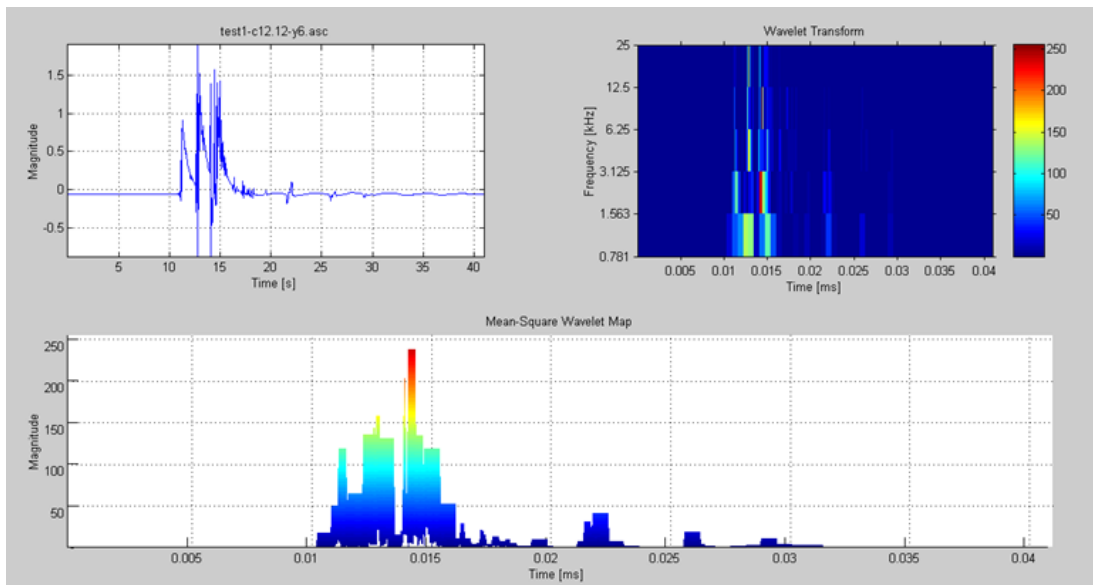 test1-c12.12-y6.asc
Magnitude
1.5
1
0.5
0
-0.5
5 10 15 20 25 30 35 40
Time [s]
Wavelet Transform
Frequency [kHz]
25
12.5
6.25
3.125
1.563
0.781
0.005 0.01 0.015 0.02 0.025 0.03 0.035 0.04
Time [ms]
250
200
150
100
50
Mean-Square Wavelet Map
Magnitude
250
200
150
100
50
0.005 0.01 0.015 0.02 0.025 0.03 0.035 0.04
Time [ms]